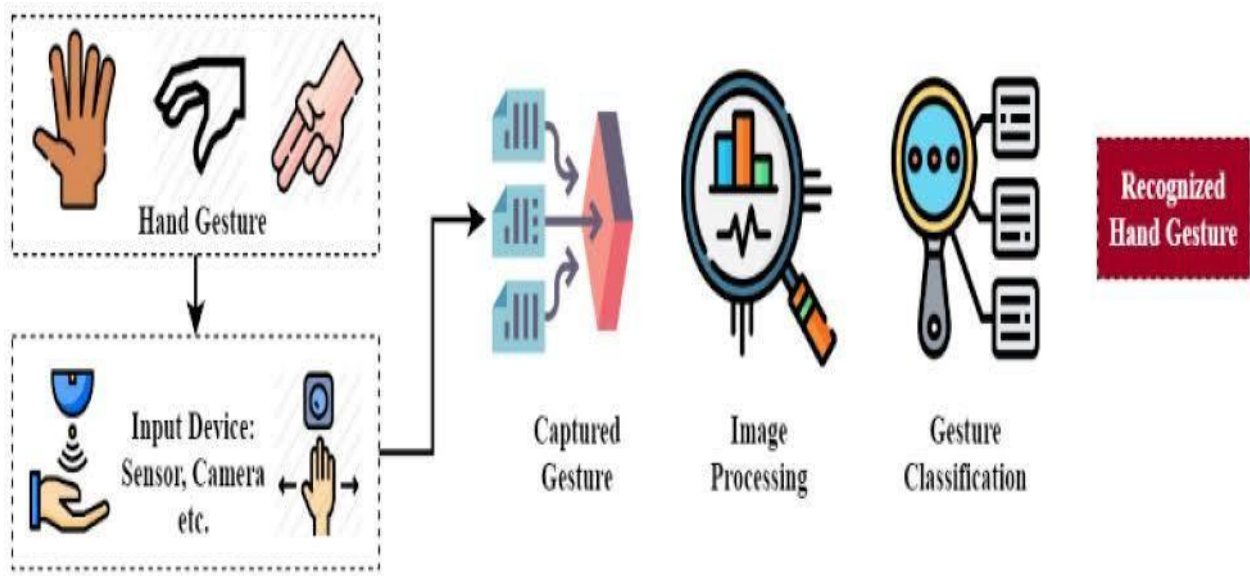 Hand Gesture
Input Device:
Sensor, Camera
etc.
Captured
Gesture
Image
Processing
Gesture
Classification
Recognized
Hand Gesture